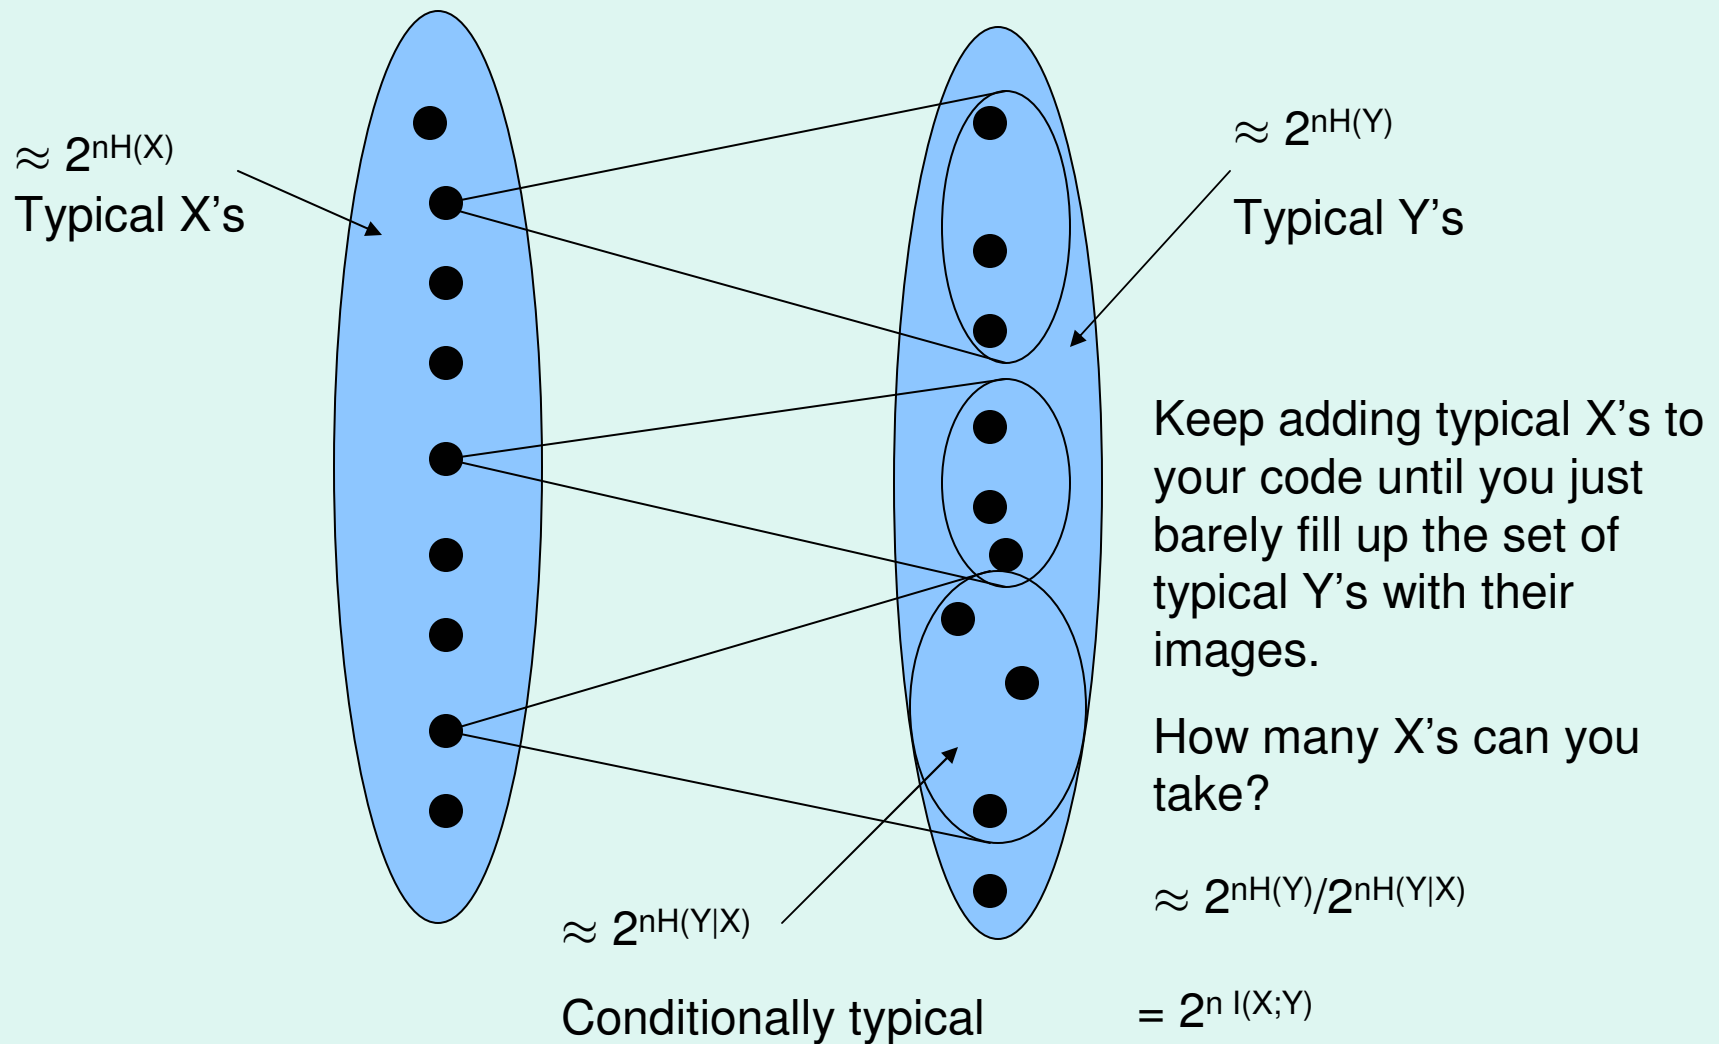 ≈ 2^nH(X)
Typical X's
≈ 2^nH(Y)
Typical Y's
Keep adding typical X's to
your code until you just
barely fill up the set of
typical Y's with their
images.
How many X's can you
take?
≈ 2^nH(Y)/2^nH(Y|X)
= 2^n I(X;Y)
≈ 2^nH(Y|X)
Conditionally typical